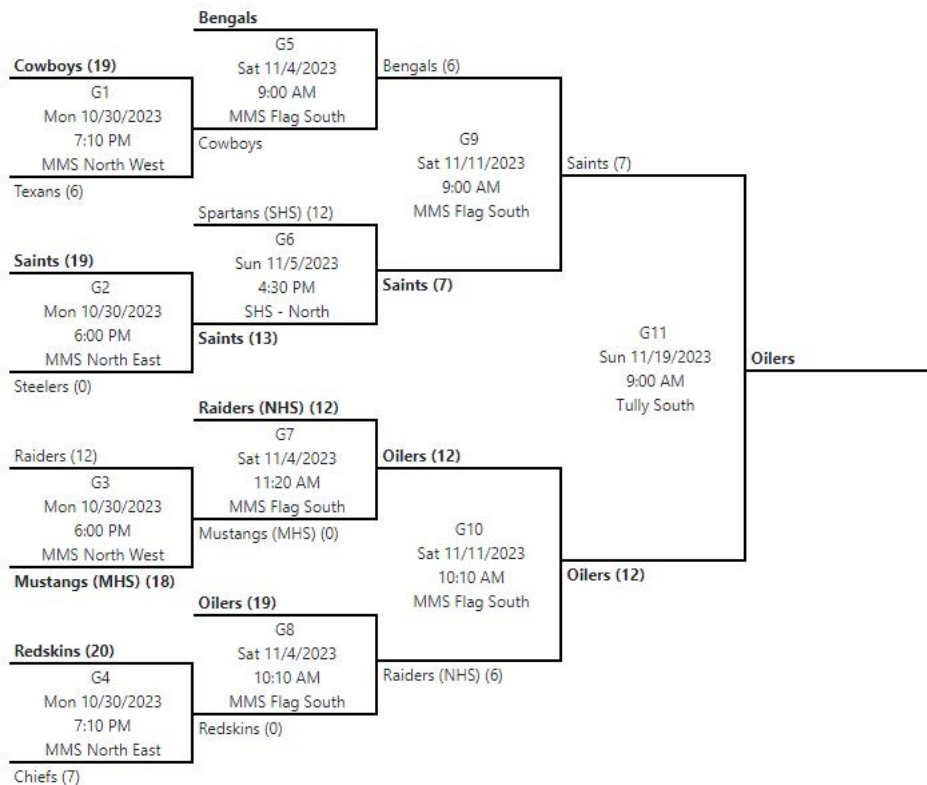 Cowboys (19)
G1
Mon 10/30/2023
7:10 PM
MMS North West
Texans (6)
Saints (19)
G2
Mon 10/30/2023
6:00 PM
MMS North East
Steelers (0)
Raiders (12)
G3
Mon 10/30/2023
6:00 PM
MMS North West
Mustangs (MHS) (18)
Redskins (20)
G4
Mon 10/30/2023
7:10 PM
MMS North East
Chiefs (7)
Bengals
G5
Sat 11/4/2023
9:00 AM
MMS Flag South
Cowboys
Spartans (SHS) (12)
G6
Sun 11/5/2023
4:30 PM
SHS - North
Saints (13)
Raiders (NHS) (12)
G7
Sat 11/4/2023
11:20 AM
MMS Flag South
Mustangs (MHS) (0)
Oilers (19)
G8
Sat 11/4/2023
10:10 AM
MMS Flag South
Redskins (0)
Bengals (6)
G9
Sat 11/11/2023
9:00 AM
MMS Flag South
Saints (7)
Oilers (12)
G10
Sat 11/11/2023
10:10 AM
MMS Flag South
Raiders (NHS) (6)
Saints (7)
G11
Sun 11/19/2023
9:00 AM
Tully South
Oilers (12)
Oilers